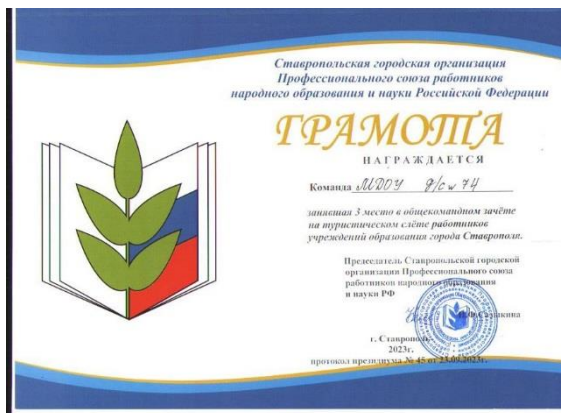 Ставропольская городская организация
Профессионального союза работников
народного образования и науки Российской Федерации
ГРАМОТА
НАГРАЖДАЕТСЯ
Команда МДОУ д/с № 74
занявшая 3 место в общекомандном зачёте
на туристическом слёте работников
учреждений образования города Ставрополя.
Председатель Ставропольской городской
организации Профессионального союза
работников народного образования
и науки РФ
г. Ставрополь
2023г.
протокол президиума № 45 от